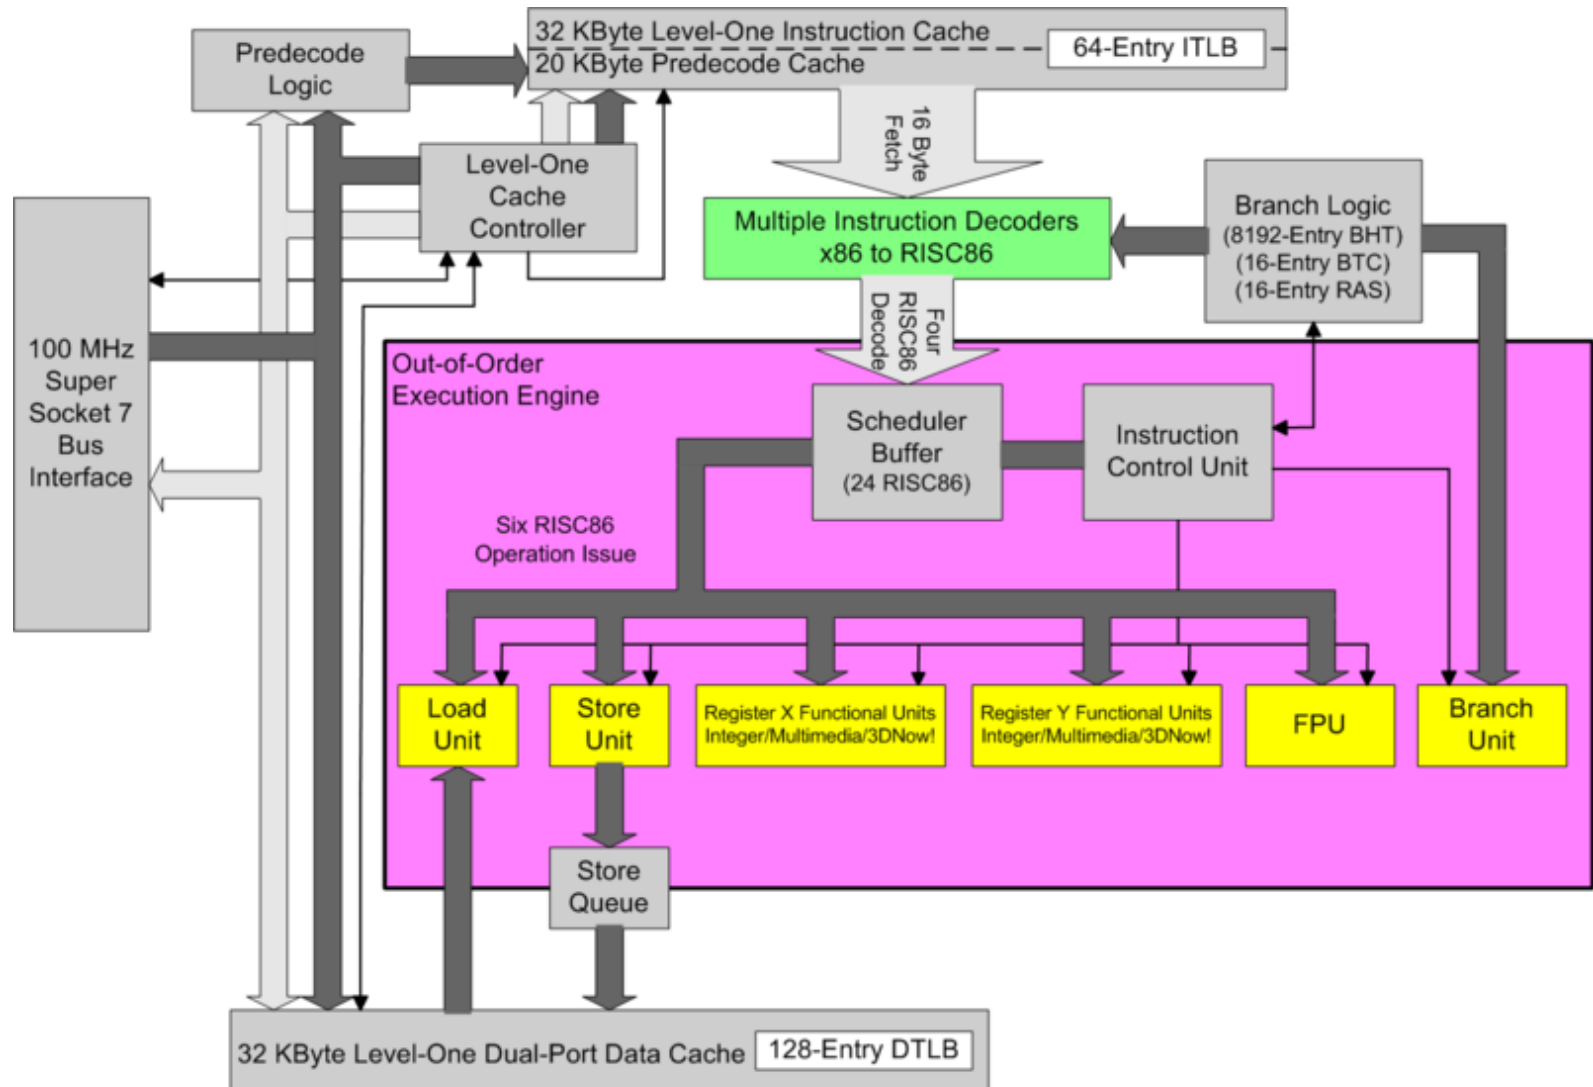 32 KByte Level-One Instruction Cache
20 KByte Predecode Cache
64-Entry ITLB
Predecode
Logic
16 Byte
Fetch
Level-One
Cache
Controller
Multiple Instruction Decoders
x86 to RISC86
Branch Logic
(8192-Entry BHT)
(16-Entry BTC)
(16-Entry RAS)
Four
RISC86
Decode
100 MHz
Super
Socket 7
Bus
Interface
Out-of-Order
Execution Engine
Scheduler
Buffer
(24 RISC86)
Instruction
Control Unit
Six RISC86
Operation Issue
Load
Unit
Store
Unit
Register X Functional Units
Integer/Multimedia/3DNow!
Register Y Functional Units
Integer/Multimedia/3DNow!
FPU
Branch
Unit
Store
Queue
32 KByte Level-One Dual-Port Data Cache
128-Entry DTLB